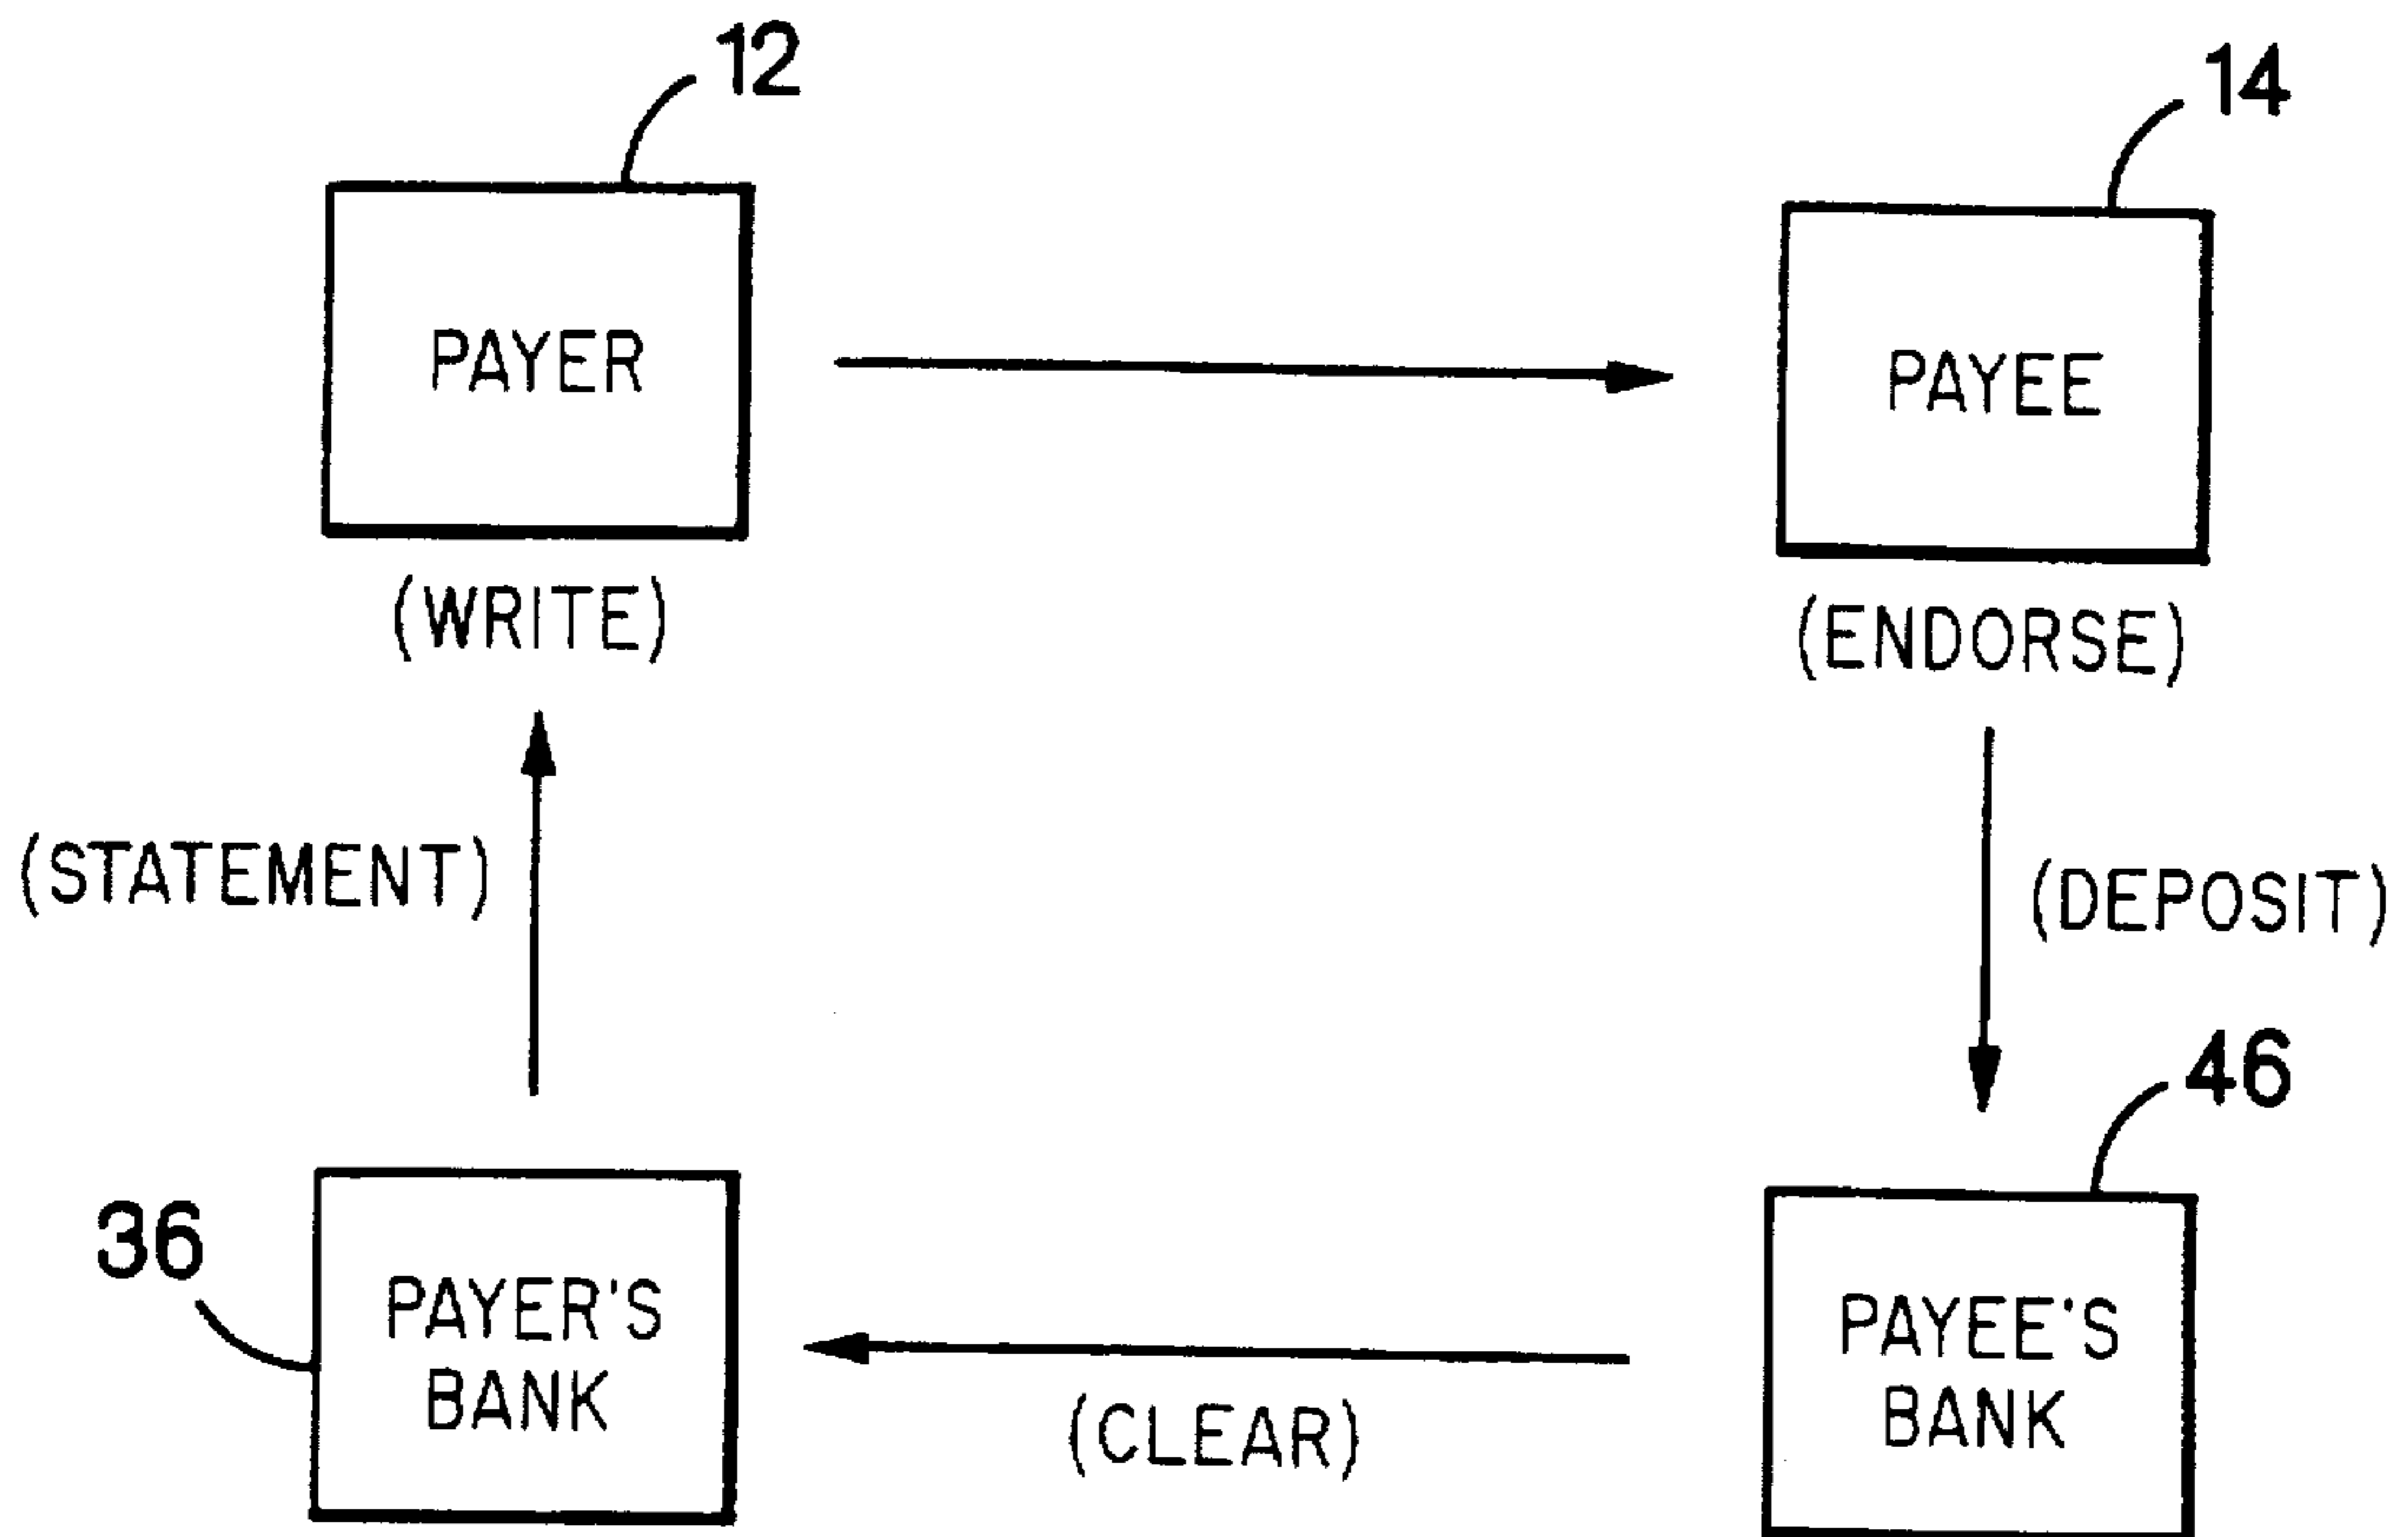 12
14
PAYER
PAYEE
(WRITE)
(ENDORSE)
(STATEMENT)
(DEPOSIT)
46
36
PAYER'S
BANK
PAYEE'S
BANK
(CLEAR)